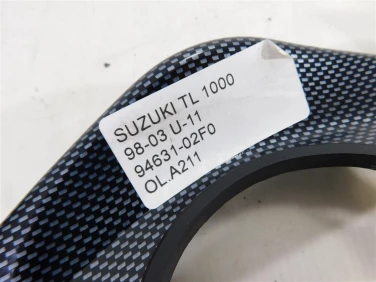 SUZUKI TL 1000
98-03 U-11
94631-02F0
OL.A211